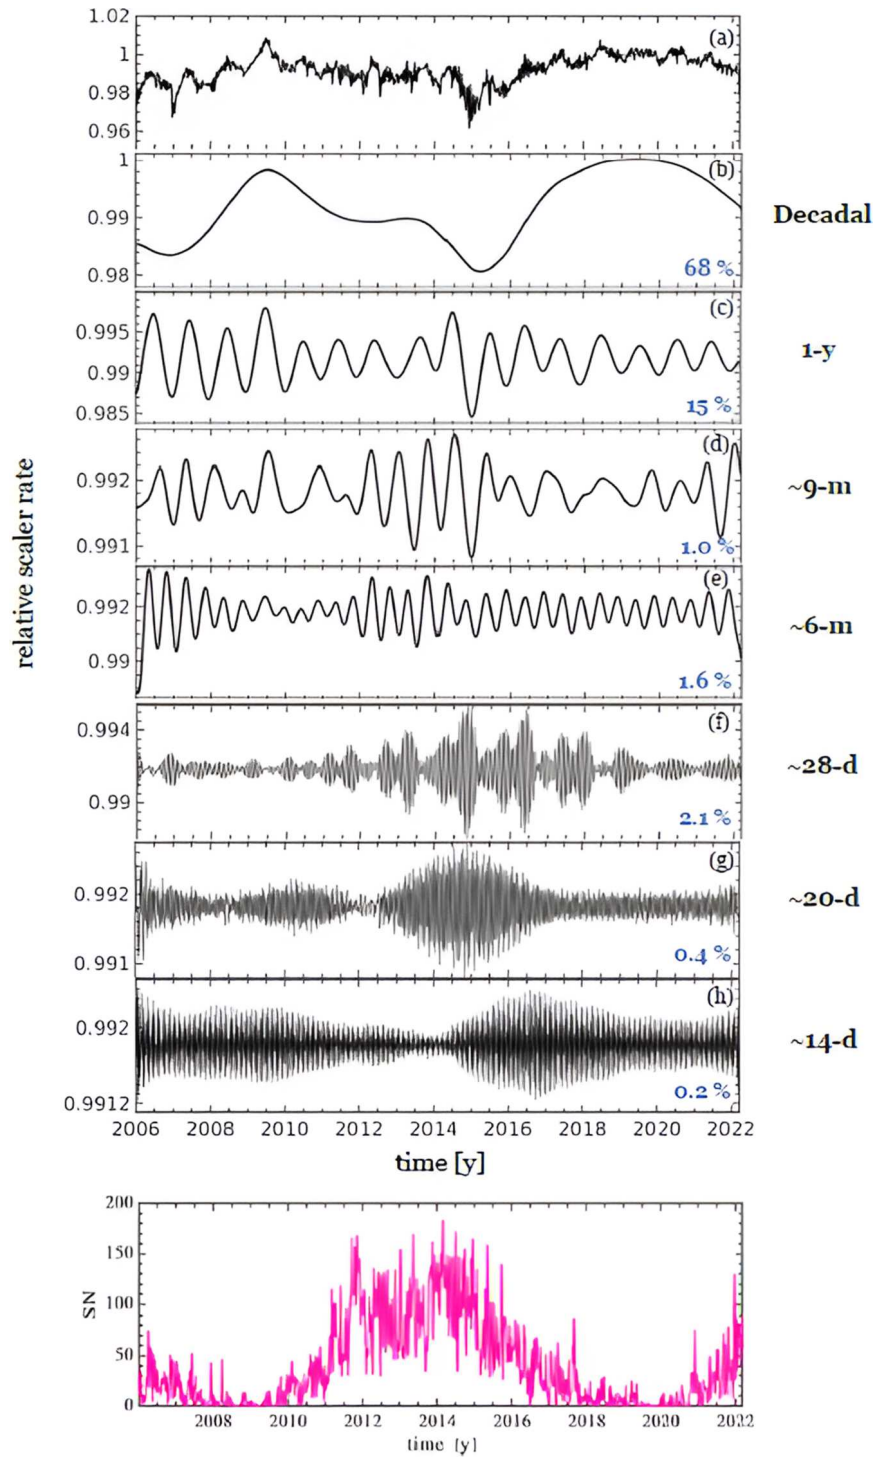 1.02
1
0.98
0.96
(a)
1
0.99
0.98
(b)
68 %
Decadal
0.995
0.99
0.985
(c)
15 %
1-y
0.992
0.991
(d)
1.0 %
~9-m
0.992
0.99
(e)
1.6 %
~6-m
0.994
0.99
(f)
2.1 %
~28-d
0.992
0.991
(g)
0.4 %
~20-d
0.992
0.9912
(h)
0.2 %
~14-d
relative scaler rate
2006 2008 2010 2012 2014 2016 2018 2020 2022
time [y]
200
150
100
50
0
SN
2008 2010 2012 2014 2016 2018 2020 2022
time [y]